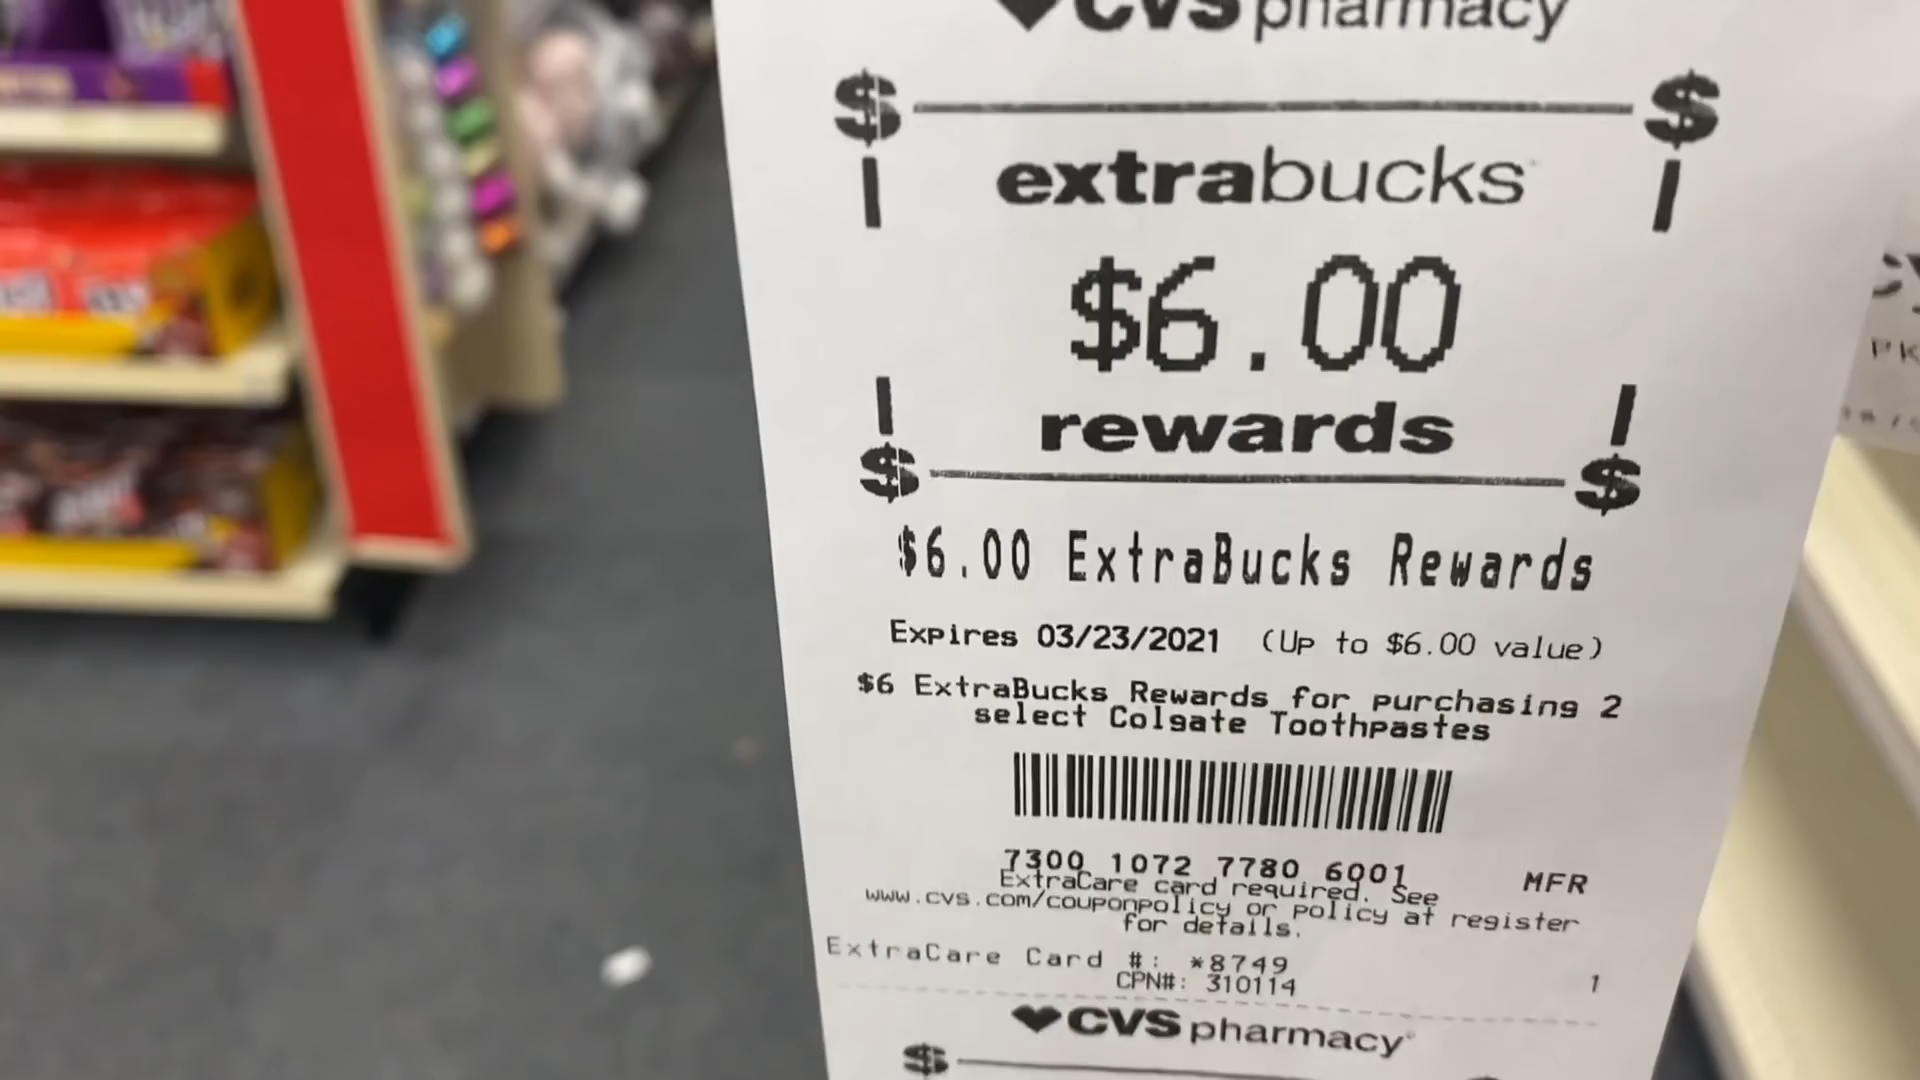 CVS pharmacy
$ $
extrabucks
$6.00
rewards
$ $
$6.00 ExtraBucks Rewards
Expires 03/23/2021 (Up to $6.00 value)
$6 ExtraBucks Rewards for purchasing 2
select Colgate Toothpastes
7300 1072 7780 6001 MFR
ExtraCare card required. See
www.cvs.com/couponpolicy or policy at register
for details.
ExtraCare Card #: *8749
CPN#: 310114 1
CVS pharmacy
$